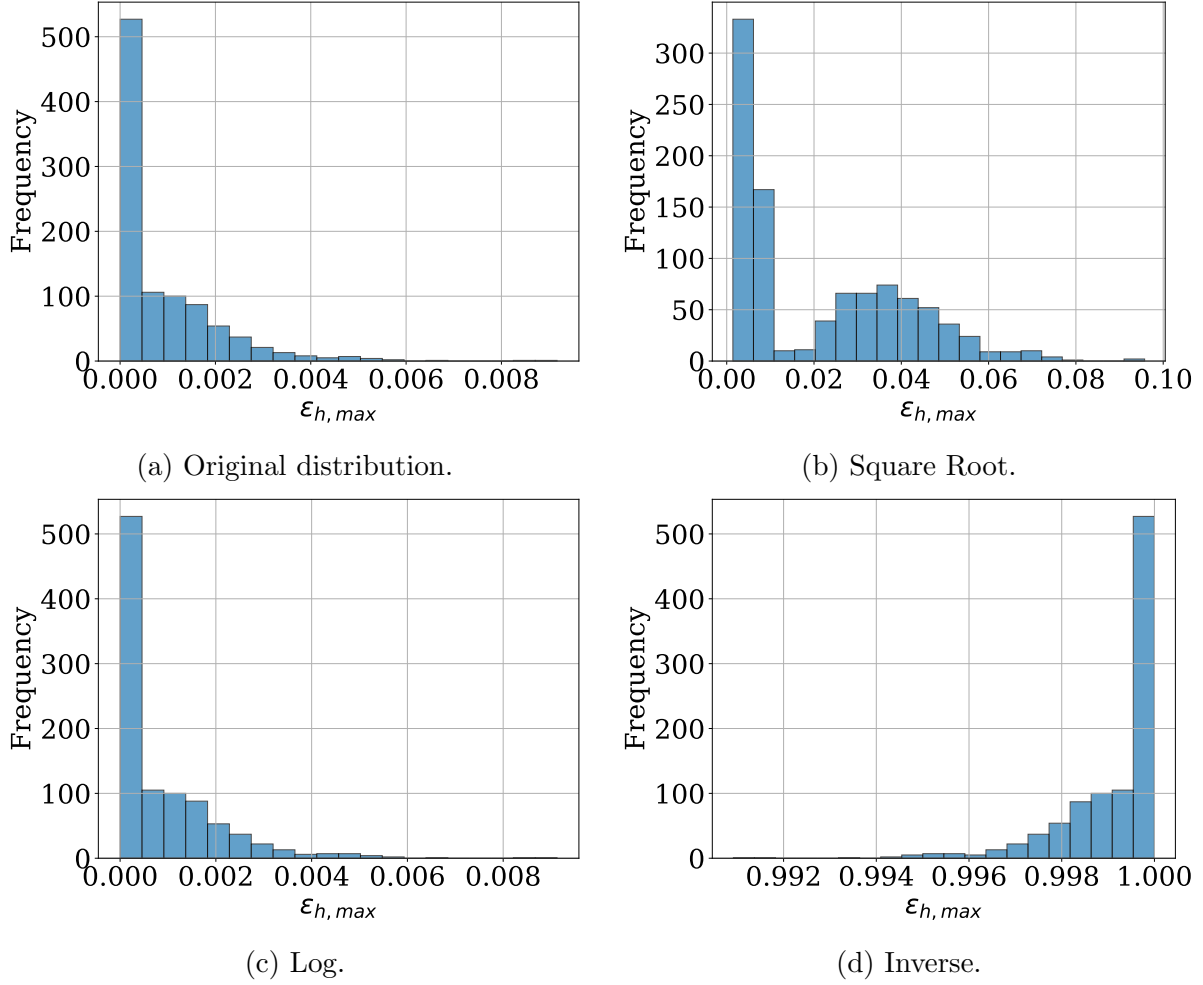 500
400
300
200
100
0
Frequency
0.000 0.002 0.004 0.006 0.008
εh, max
(a) Original distribution.
300
250
200
150
100
50
0
Frequency
0.00 0.02 0.04 0.06 0.08 0.10
εh, max
(b) Square Root.
500
400
300
200
100
0
Frequency
0.000 0.002 0.004 0.006 0.008
εh, max
(c) Log.
500
400
300
200
100
0
Frequency
0.992 0.994 0.996 0.998 1.000
εh, max
(d) Inverse.